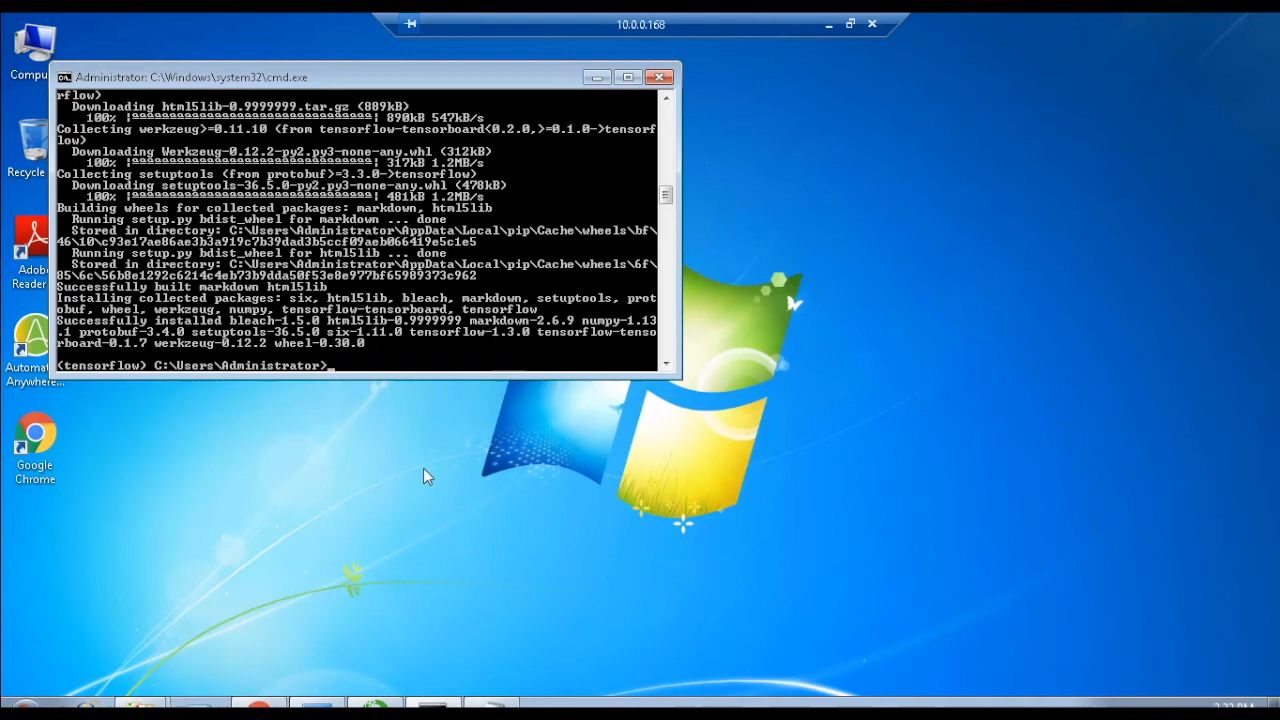 10.0.0.168
Compu
Administrator: C:\Windows\system32\cmd.exe
rflow)
Downloading html5lib-0.9999999.tar.gz (889kB)
100% 890kB 547kB/s
Collecting werkzeug>=0.11.10 (from tensorflow-tensorboard<0.2.0,>=0.1.0->tensorf
low)
Downloading Werkzeug-0.12.2-py2.py3-none-any.whl (312kB)
100% 317kB 1.2MB/s
Collecting setuptools (from protobuf>=3.3.0->tensorflow)
Downloading setuptools-36.5.0-py2.py3-none-any.whl (478kB)
100% 481kB 1.2MB/s
Building wheels for collected packages: markdown, html5lib
Running setup.py bdist_wheel for markdown ... done
Stored in directory: C:\Users\Administrator\AppData\Local\pip\Cache\wheels\bf\
46\10\c93e17ae86ae3b3a919c7b39dad3b5ccf09aeb066419e5c1e5
Running setup.py bdist_wheel for html5lib ... done
Stored in directory: C:\Users\Administrator\AppData\Local\pip\Cache\wheels\6f\
85\6c\56b8e1292c6214c4eb73b9dda50f53e8e977bf65989373c962
Successfully built markdown html5lib
Installing collected packages: six, html5lib, bleach, markdown, setuptools, prot
obuf, wheel, werkzeug, numpy, tensorflow-tensorboard, tensorflow
Successfully installed bleach-1.5.0 html5lib-0.9999999 markdown-2.6.9 numpy-1.13
.1 protobuf-3.4.0 setuptools-36.5.0 six-1.11.0 tensorflow-1.3.0 tensorflow-tenso
rboard-0.1.7 werkzeug-0.12.2 wheel-0.30.0
(tensorflow) C:\Users\Administrator>
Recycle
Adobe
Reader
Automat
Anywhere...
Google
Chrome